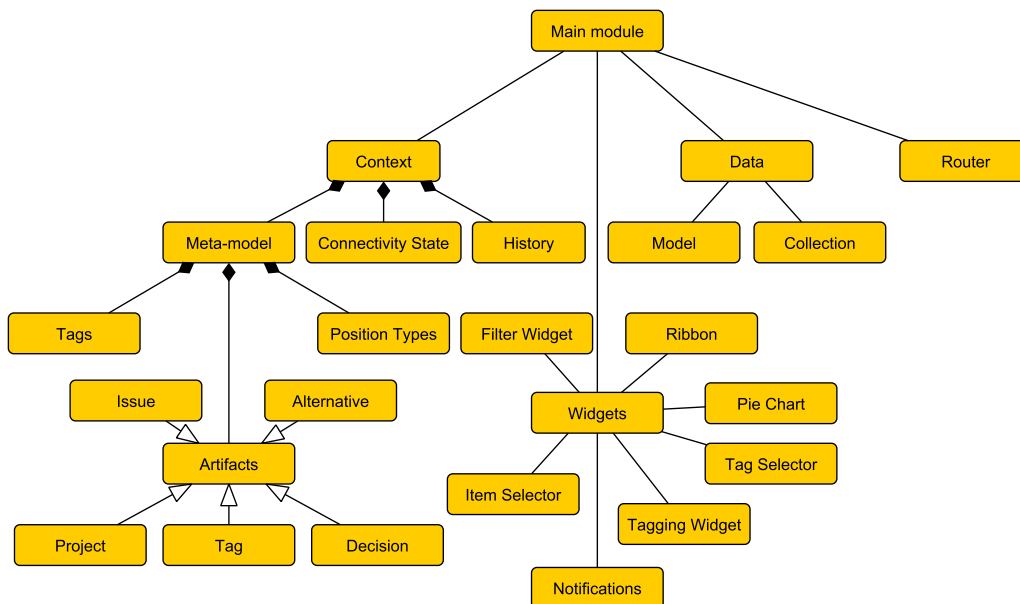 Main module
Context
Data
Router
Meta-model
Connectivity State
History
Model
Collection
Tags
Position Types
Filter Widget
Ribbon
Issue
Alternative
Widgets
Pie Chart
Artifacts
Tag Selector
Item Selector
Tagging Widget
Project
Tag
Decision
Notifications